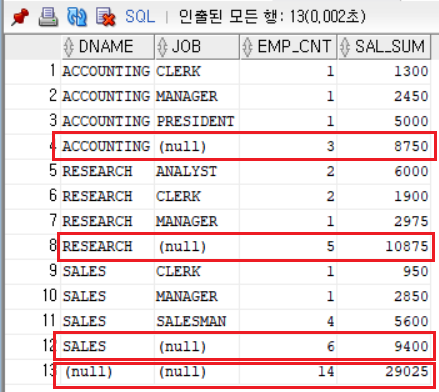 SQL | 인출된 모든 행: 13(0,002초)
DNAME JOB EMP_CNT SAL_SUM
1 ACCOUNTING CLERK 1 1300
2 ACCOUNTING MANAGER 1 2450
3 ACCOUNTING PRESIDENT 1 5000
4 ACCOUNTING (null) 3 8750
5 RESEARCH ANALYST 2 6000
6 RESEARCH CLERK 2 1900
7 RESEARCH MANAGER 1 2975
8 RESEARCH (null) 5 10875
9 SALES CLERK 1 950
10 SALES MANAGER 1 2850
11 SALES SALESMAN 4 5600
12 SALES (null) 6 9400
13 (null) (null) 14 29025